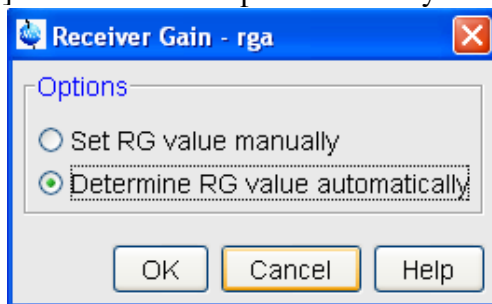 Receiver Gain - rga
Options
Set RG value manually
Determine RG value automatically
OK Cancel Help